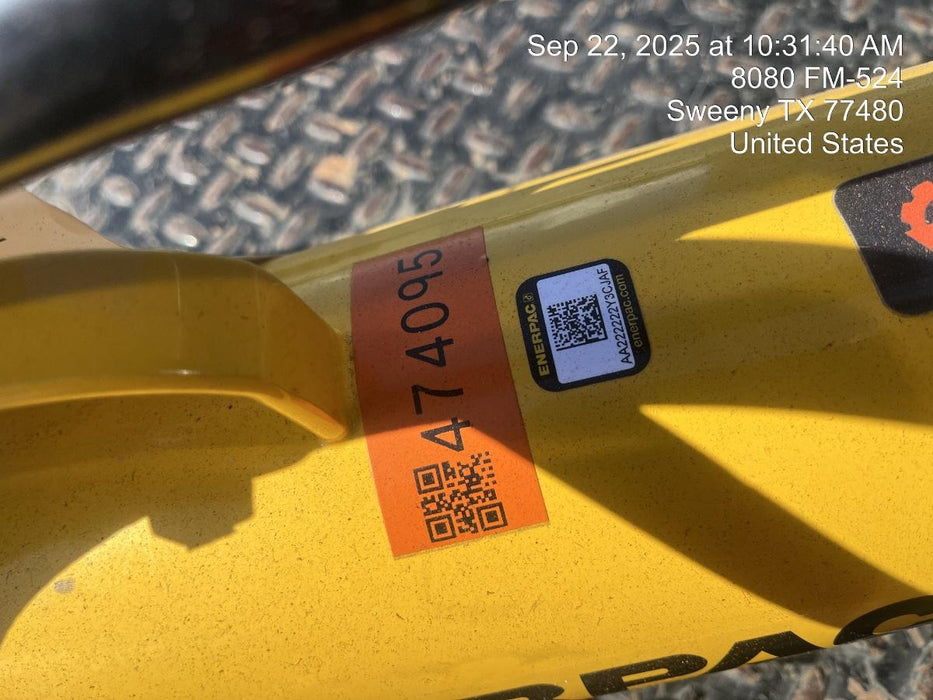 Sep 22, 2025 at 10:31:40 AM
8080 FM-524
Sweeny TX 77480
United States
474095
ENERPAC
AA222222Y3CJAF
enerpac.com